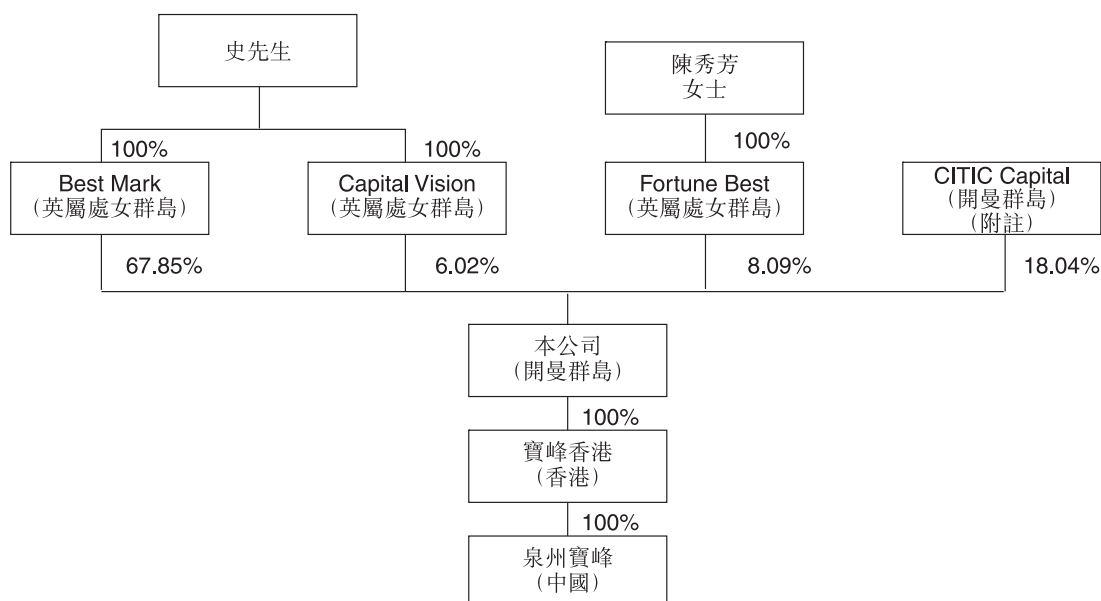 史先生
陳秀芳
女士
100%
100%
100%
Best Mark
(英屬處女群島)
Capital Vision
(英屬處女群島)
Fortune Best
(英屬處女群島)
CITIC Capital
(開曼群島)
(附註)
67.85%
6.02%
8.09%
18.04%
本公司
(開曼群島)
100%
寶峰香港
(香港)
100%
泉州寶峰
(中國)